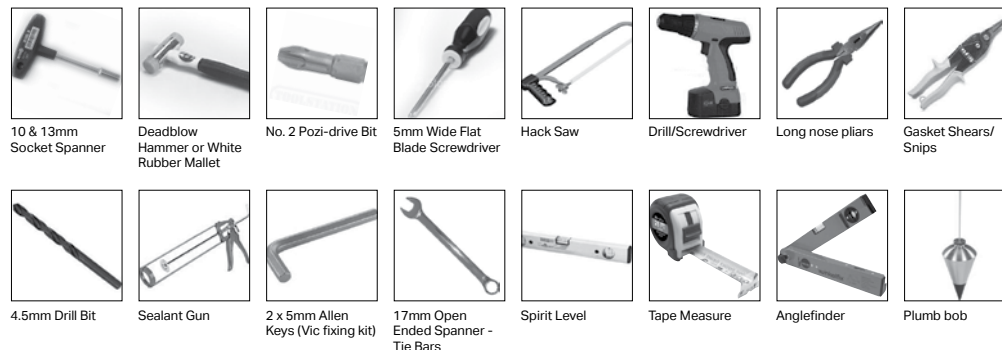 10 & 13mm
Socket Spanner
Deadblow
Hammer or White
Rubber Mallet
No. 2 Pozi-drive Bit
5mm Wide Flat
Blade Screwdriver
Hack Saw
Drill/Screwdriver
Long nose pliars
Gasket Shears/
Snips
4.5mm Drill Bit
Sealant Gun
2 x 5mm Allen
Keys (Vic fixing kit)
17mm Open
Ended Spanner -
Tie Bars
Spirit Level
Tape Measure
Anglefinder
Plumb bob